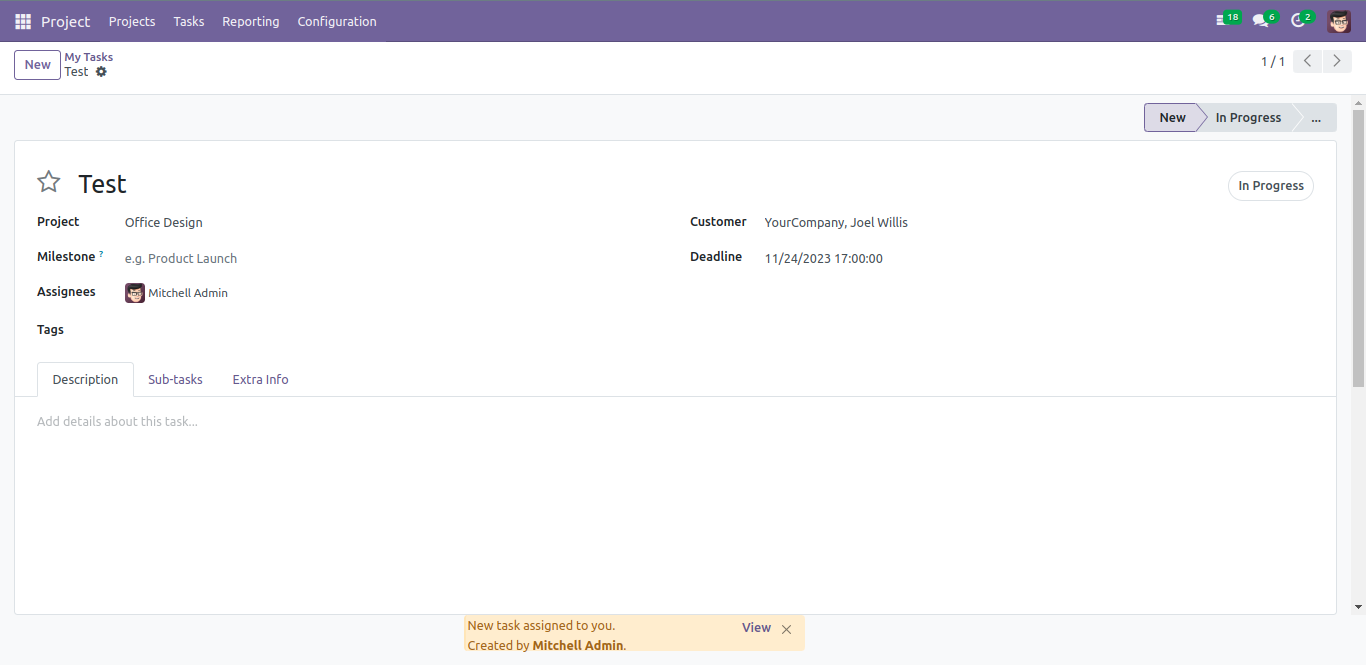 Project Projects Tasks Reporting Configuration 18 6 2
New My Tasks
Test 1 / 1
New In Progress ...
Test In Progress
Project Office Design Customer YourCompany, Joel Willis
Milestone ? e.g. Product Launch Deadline 11/24/2023 17:00:00
Assignees Mitchell Admin
Tags
Description Sub-tasks Extra Info
Add details about this task...
New task assigned to you. View
Created by Mitchell Admin.